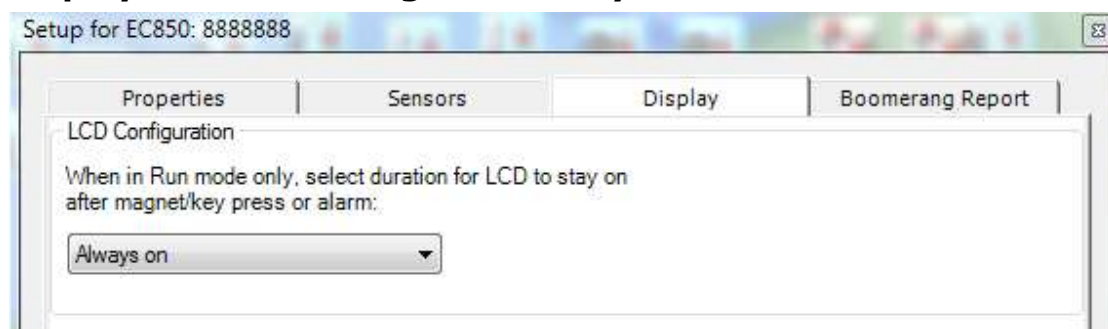 Setup for EC850: 8888888
Properties Sensors Display Boomerang Report
LCD Configuration
When in Run mode only, select duration for LCD to stay on
after magnet/key press or alarm:
Always on